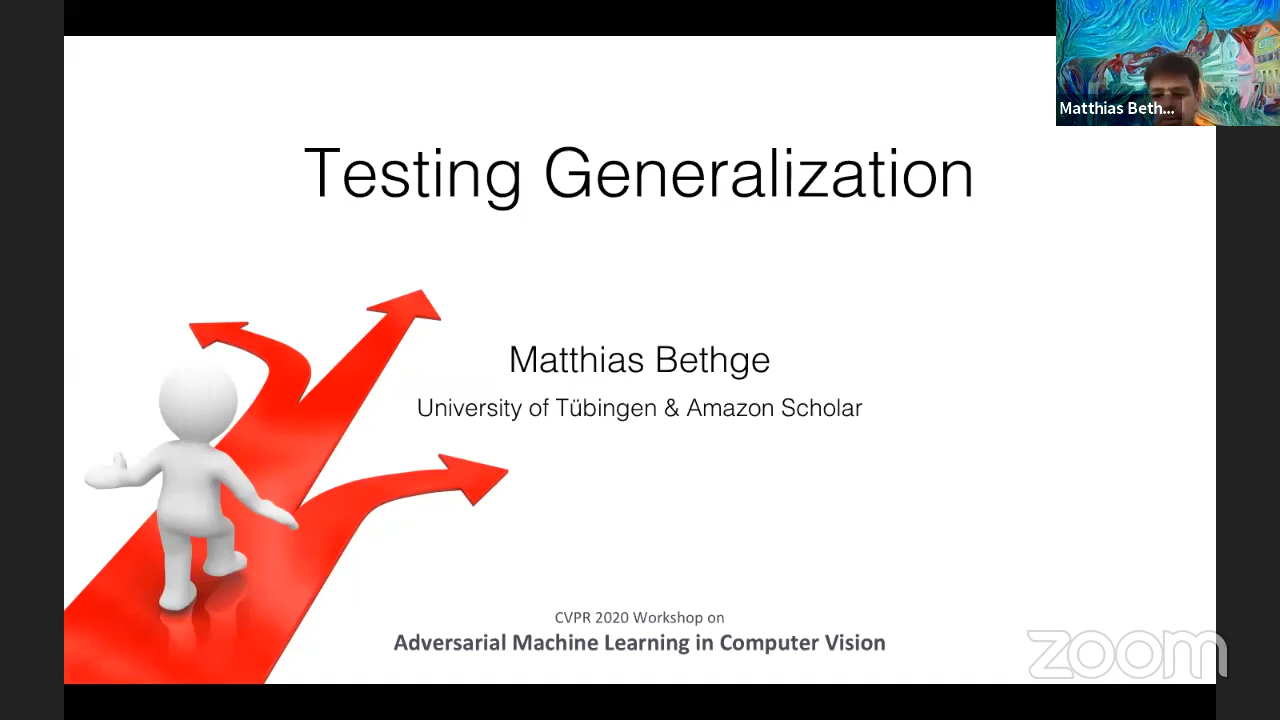 Matthias Beth...
Testing Generalization
Matthias Bethge
University of Tübingen & Amazon Scholar
CVPR 2020 Workshop on
Adversarial Machine Learning in Computer Vision
zoom